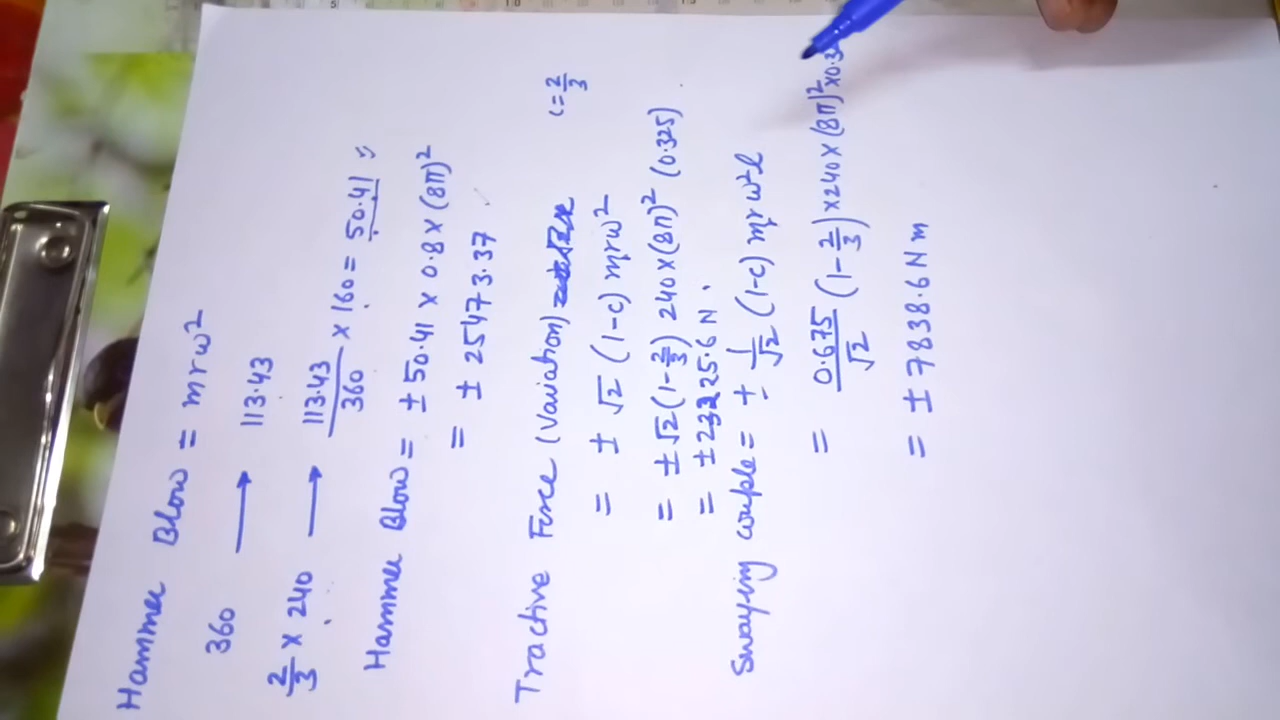 Hammer Blow = mrω²
360 → 113.43
2/3 × 240 → 113.43/360 × 160 = 50.41
Hammer Blow = ± 50.41 × 0.8 × (8π)²
= ± 25473.37
Tractive Force (Variation) c = 2/3
= ± √2 (1-c) mrω²
= ± √2 (1-2/3) 240 × (8π)² (0.325)
= ± 23225.6 N.
Swaying couple = ± 1/√2 (1-c) mrω²l
= 0.675/√2 (1-2/3) × 240 × (8π)² × 0.3
= ± 7838.6 Nm